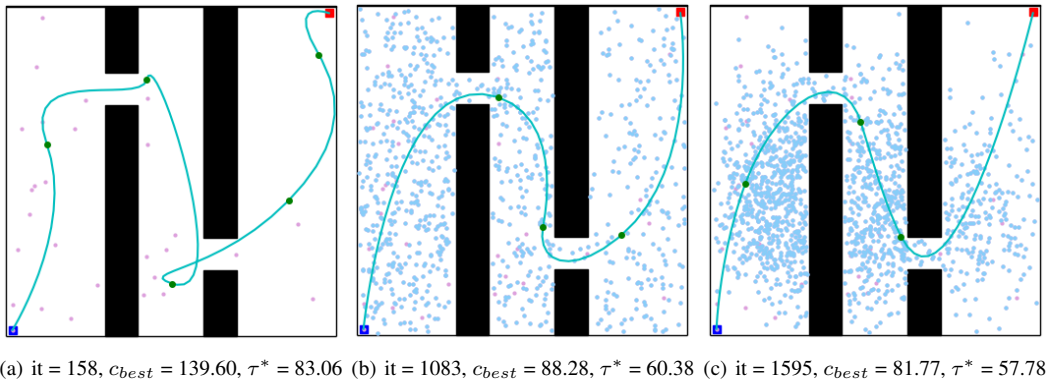 (a) it = 158, c_best = 139.60, τ* = 83.06 (b) it = 1083, c_best = 88.28, τ* = 60.38 (c) it = 1595, c_best = 81.77, τ* = 57.78